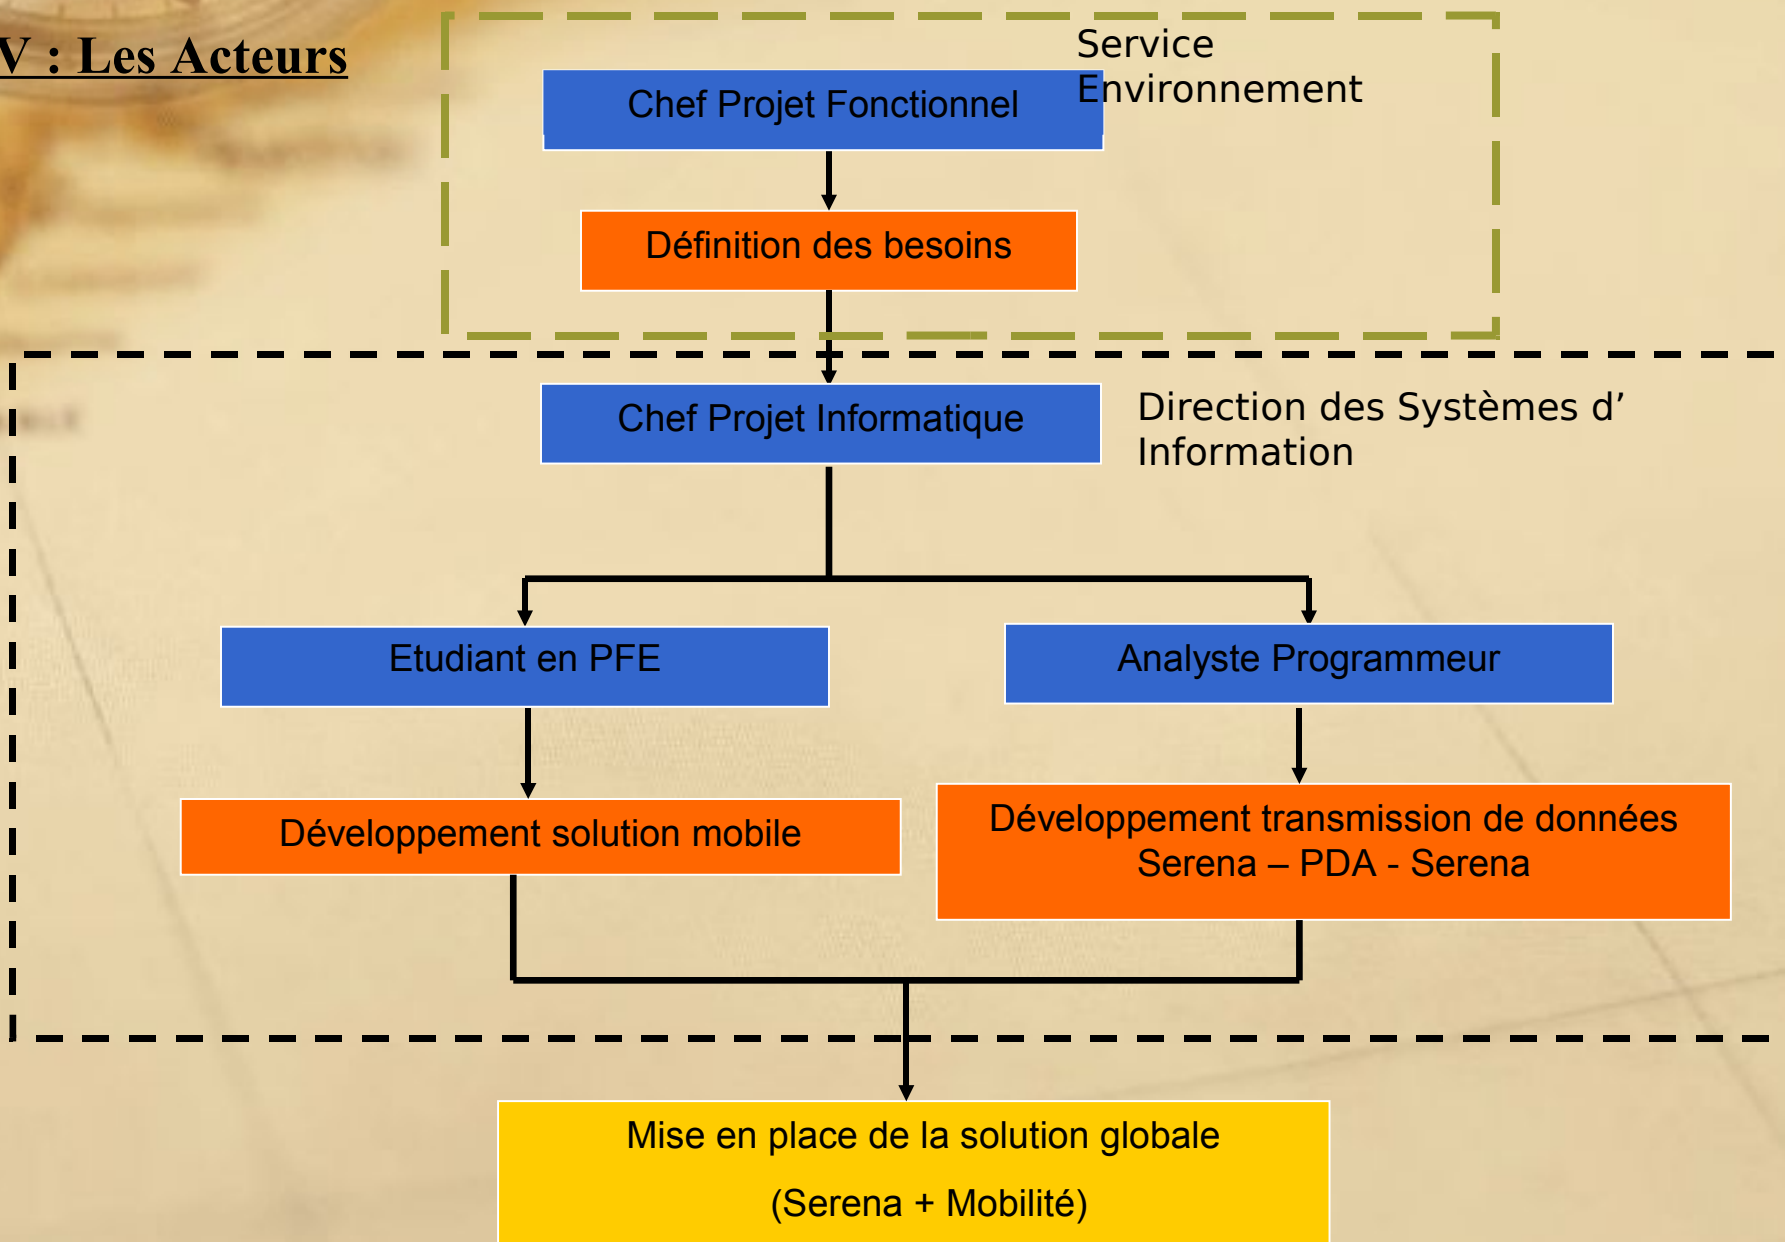 V : Les Acteurs
Service
Environnement
Chef Projet Fonctionnel
Définition des besoins
Chef Projet Informatique
Direction des Systèmes d’
Information
Etudiant en PFE
Analyste Programmeur
Développement solution mobile
Développement transmission de données
Serena – PDA - Serena
Mise en place de la solution globale
(Serena + Mobilité)